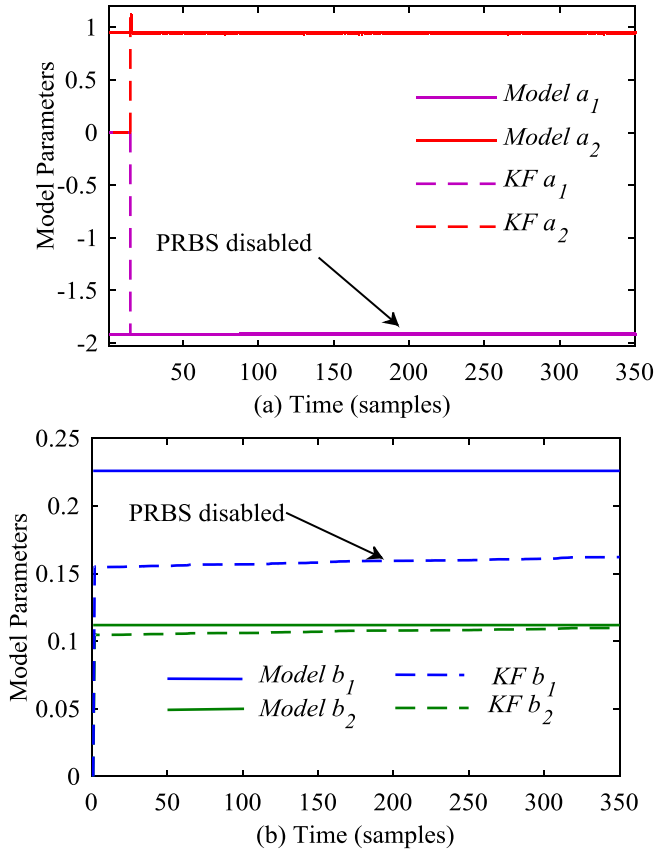 1
0.5
0
-0.5
-1
-1.5
-2
Model Parameters
Model a1
Model a2
KF a1
KF a2
PRBS disabled
50 100 150 200 250 300 350
(a) Time (samples)
0.25
0.2
0.15
0.1
0.05
0
Model Parameters
PRBS disabled
Model b1 KF b1
Model b2 KF b2
0 50 100 150 200 250 300 350
(b) Time (samples)